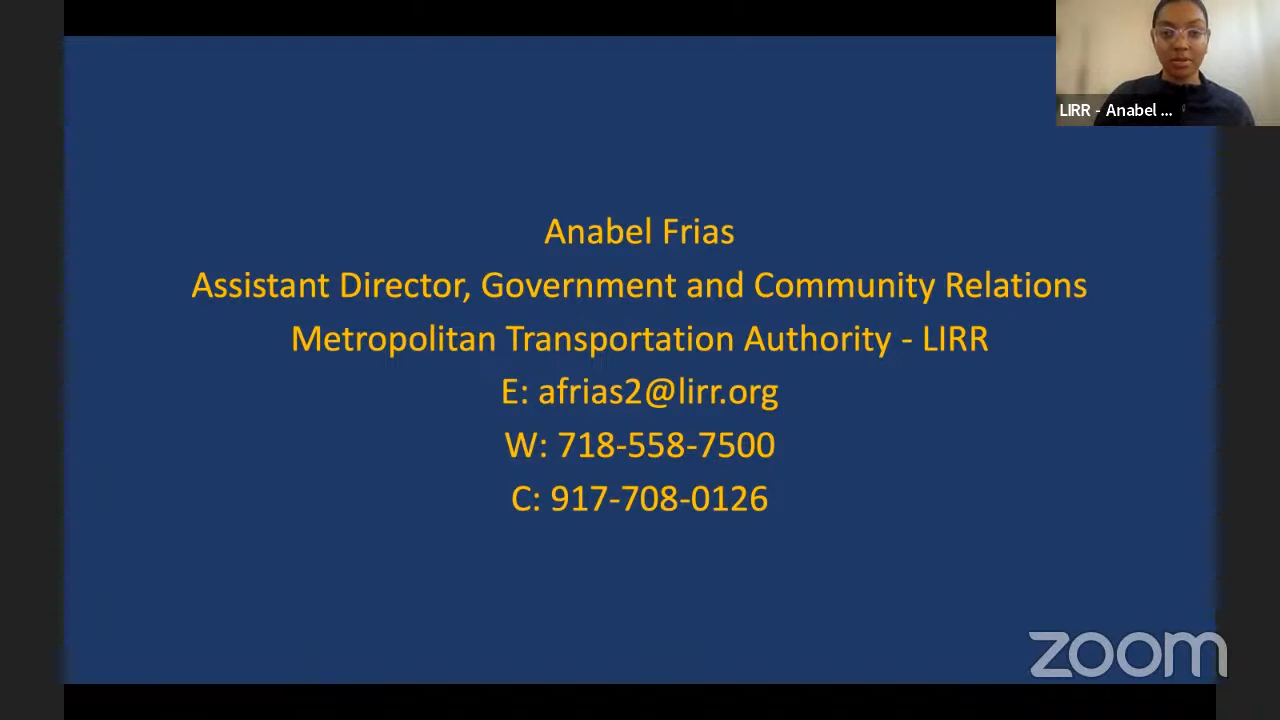 LIRR - Anabel ...
Anabel Frias
Assistant Director, Government and Community Relations
Metropolitan Transportation Authority - LIRR
E: afrias2@lirr.org
W: 718-558-7500
C: 917-708-0126
zoom